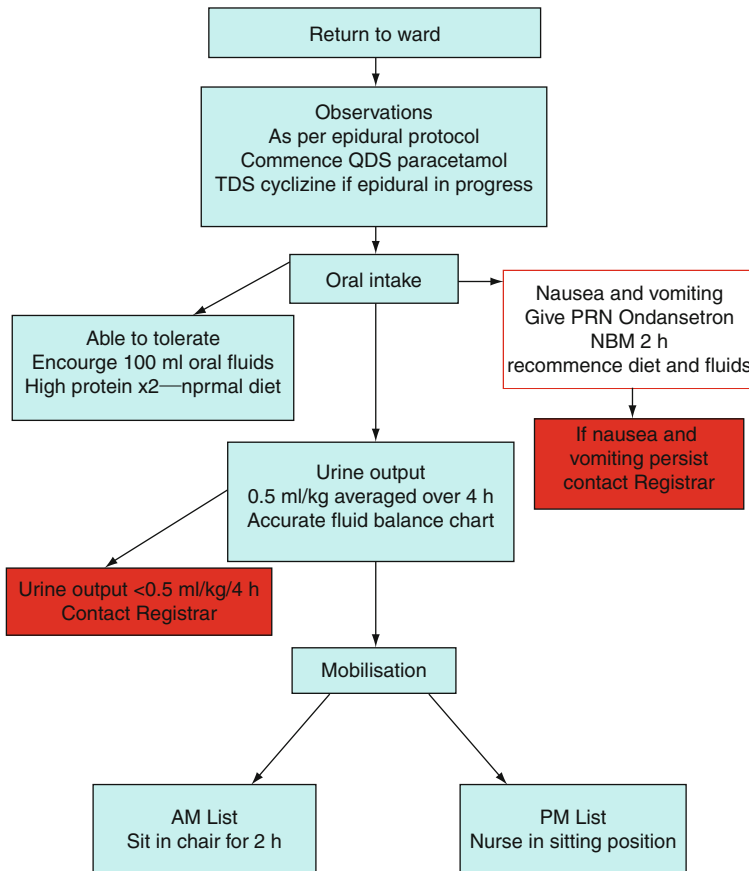 Return to ward
Observations
As per epidural protocol
Commence QDS paracetamol
TDS cyclizine if epidural in progress
Oral intake
Nausea and vomiting
Give PRN Ondansetron
NBM 2 h
recommence diet and fluids
Able to tolerate
Encourge 100 ml oral fluids
High protein x2—nprmal diet
If nausea and
vomiting persist
contact Registrar
Urine output
0.5 ml/kg averaged over 4 h
Accurate fluid balance chart
Urine output <0.5 ml/kg/4 h
Contact Registrar
Mobilisation
AM List
Sit in chair for 2 h
PM List
Nurse in sitting position